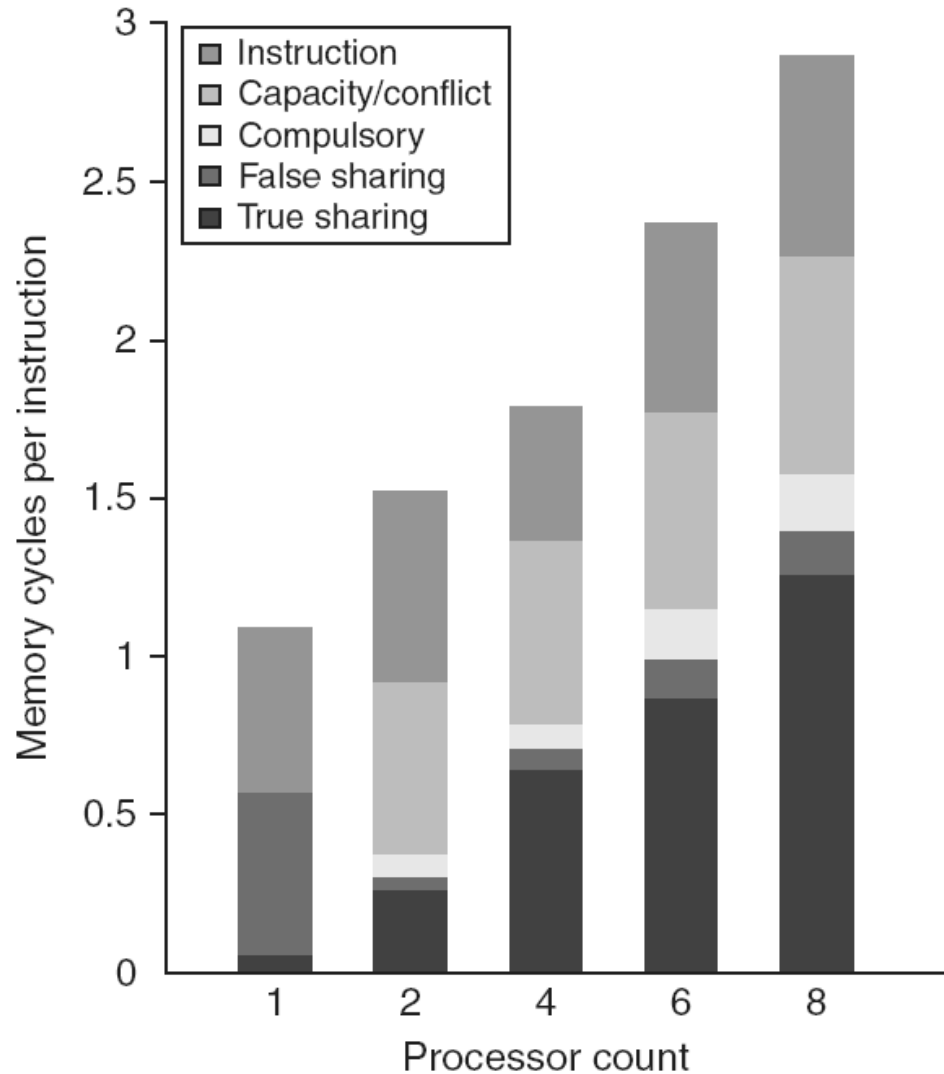 3
Instruction
Capacity/conflict
Compulsory
False sharing
True sharing
2.5
2
1.5
1
0.5
0
Memory cycles per instruction
1 2 4 6 8
Processor count